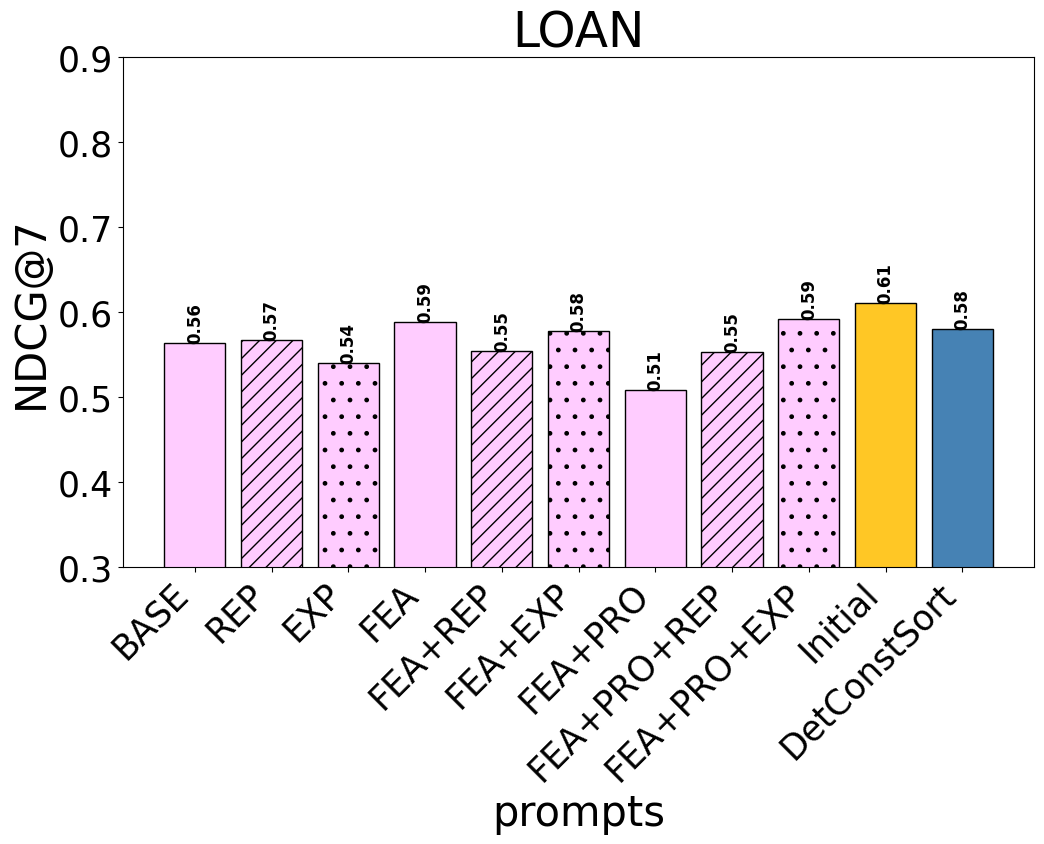 LOAN
NDCG@7
0.9
0.8
0.7
0.6
0.5
0.4
0.3
0.56
0.57
0.54
0.59
0.55
0.58
0.51
0.55
0.59
0.61
0.58
BASE
REP
EXP
FEA
FEA+REP
FEA+EXP
FEA+PRO
FEA+PRO+REP
FEA+PRO+EXP
Initial
DetConstSort
prompts